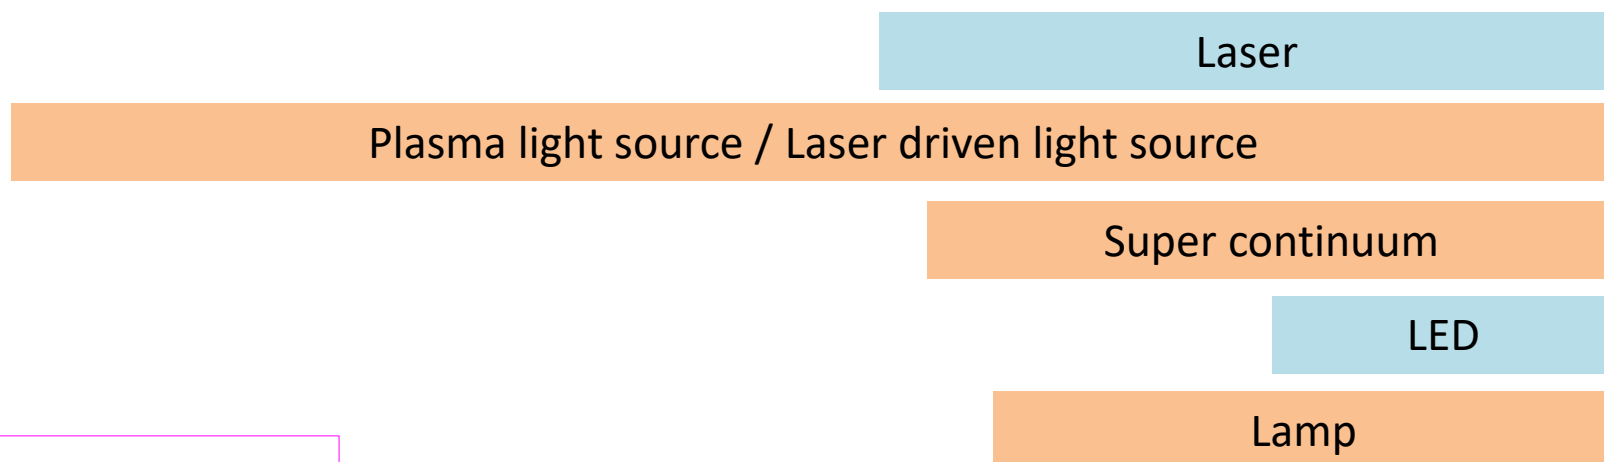 Laser
Plasma light source / Laser driven light source
Super continuum
LED
Lamp